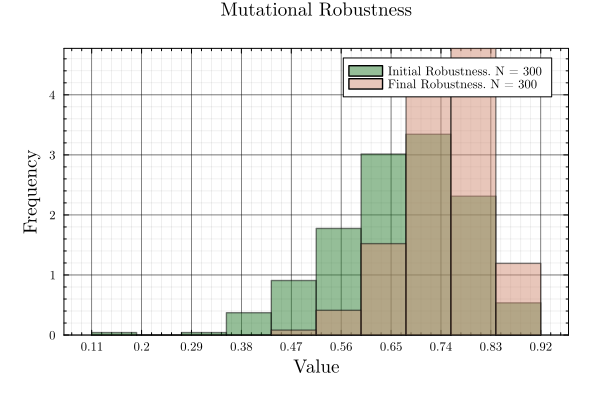 Mutational Robustness
Initial Robustness. N = 300
Final Robustness. N = 300
Frequency
4
3
2
1
0
0.11 0.2 0.29 0.38 0.47 0.56 0.65 0.74 0.83 0.92
Value